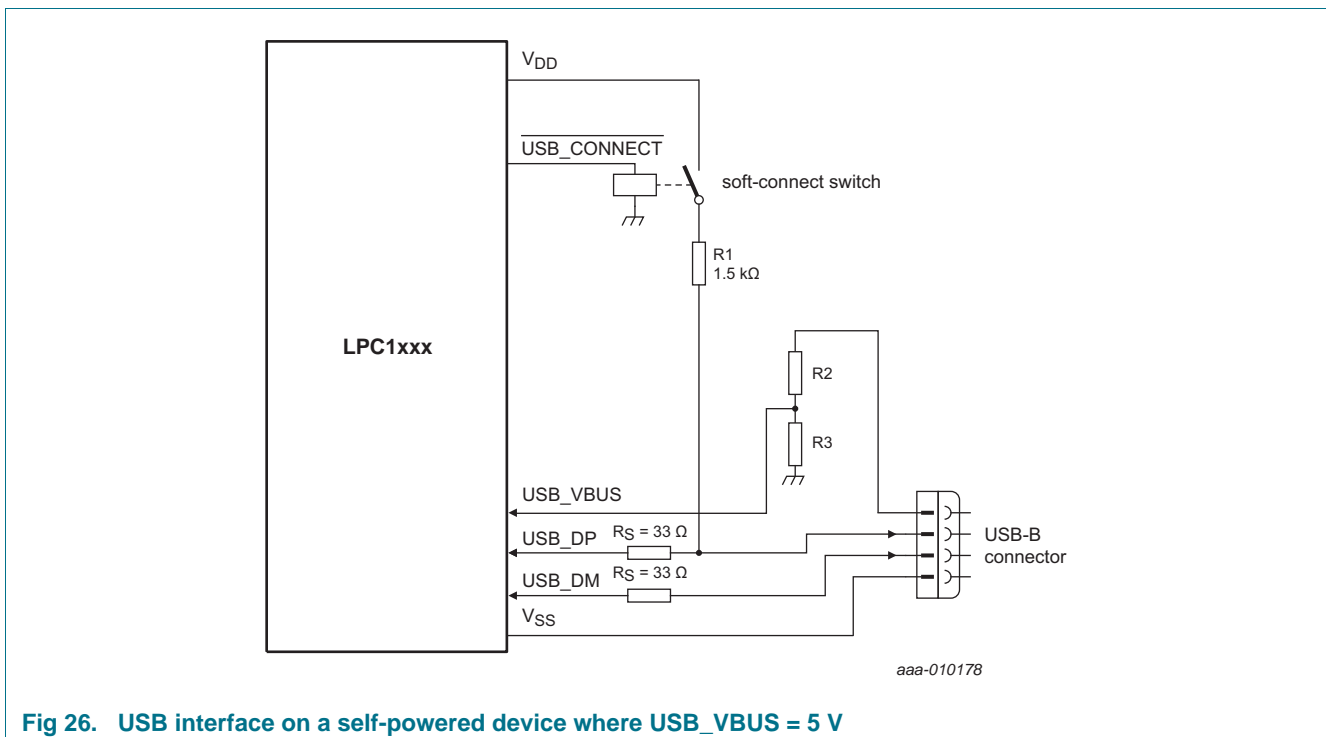 VDD
USB_CONNECT
soft-connect switch
R1
1.5 kΩ
LPC1xxx
R2
R3
USB_VBUS
USB_DP RS = 33 Ω
USB-B
connector
USB_DM RS = 33 Ω
VSS
aaa-010178
Fig 26. USB interface on a self-powered device where USB_VBUS = 5 V